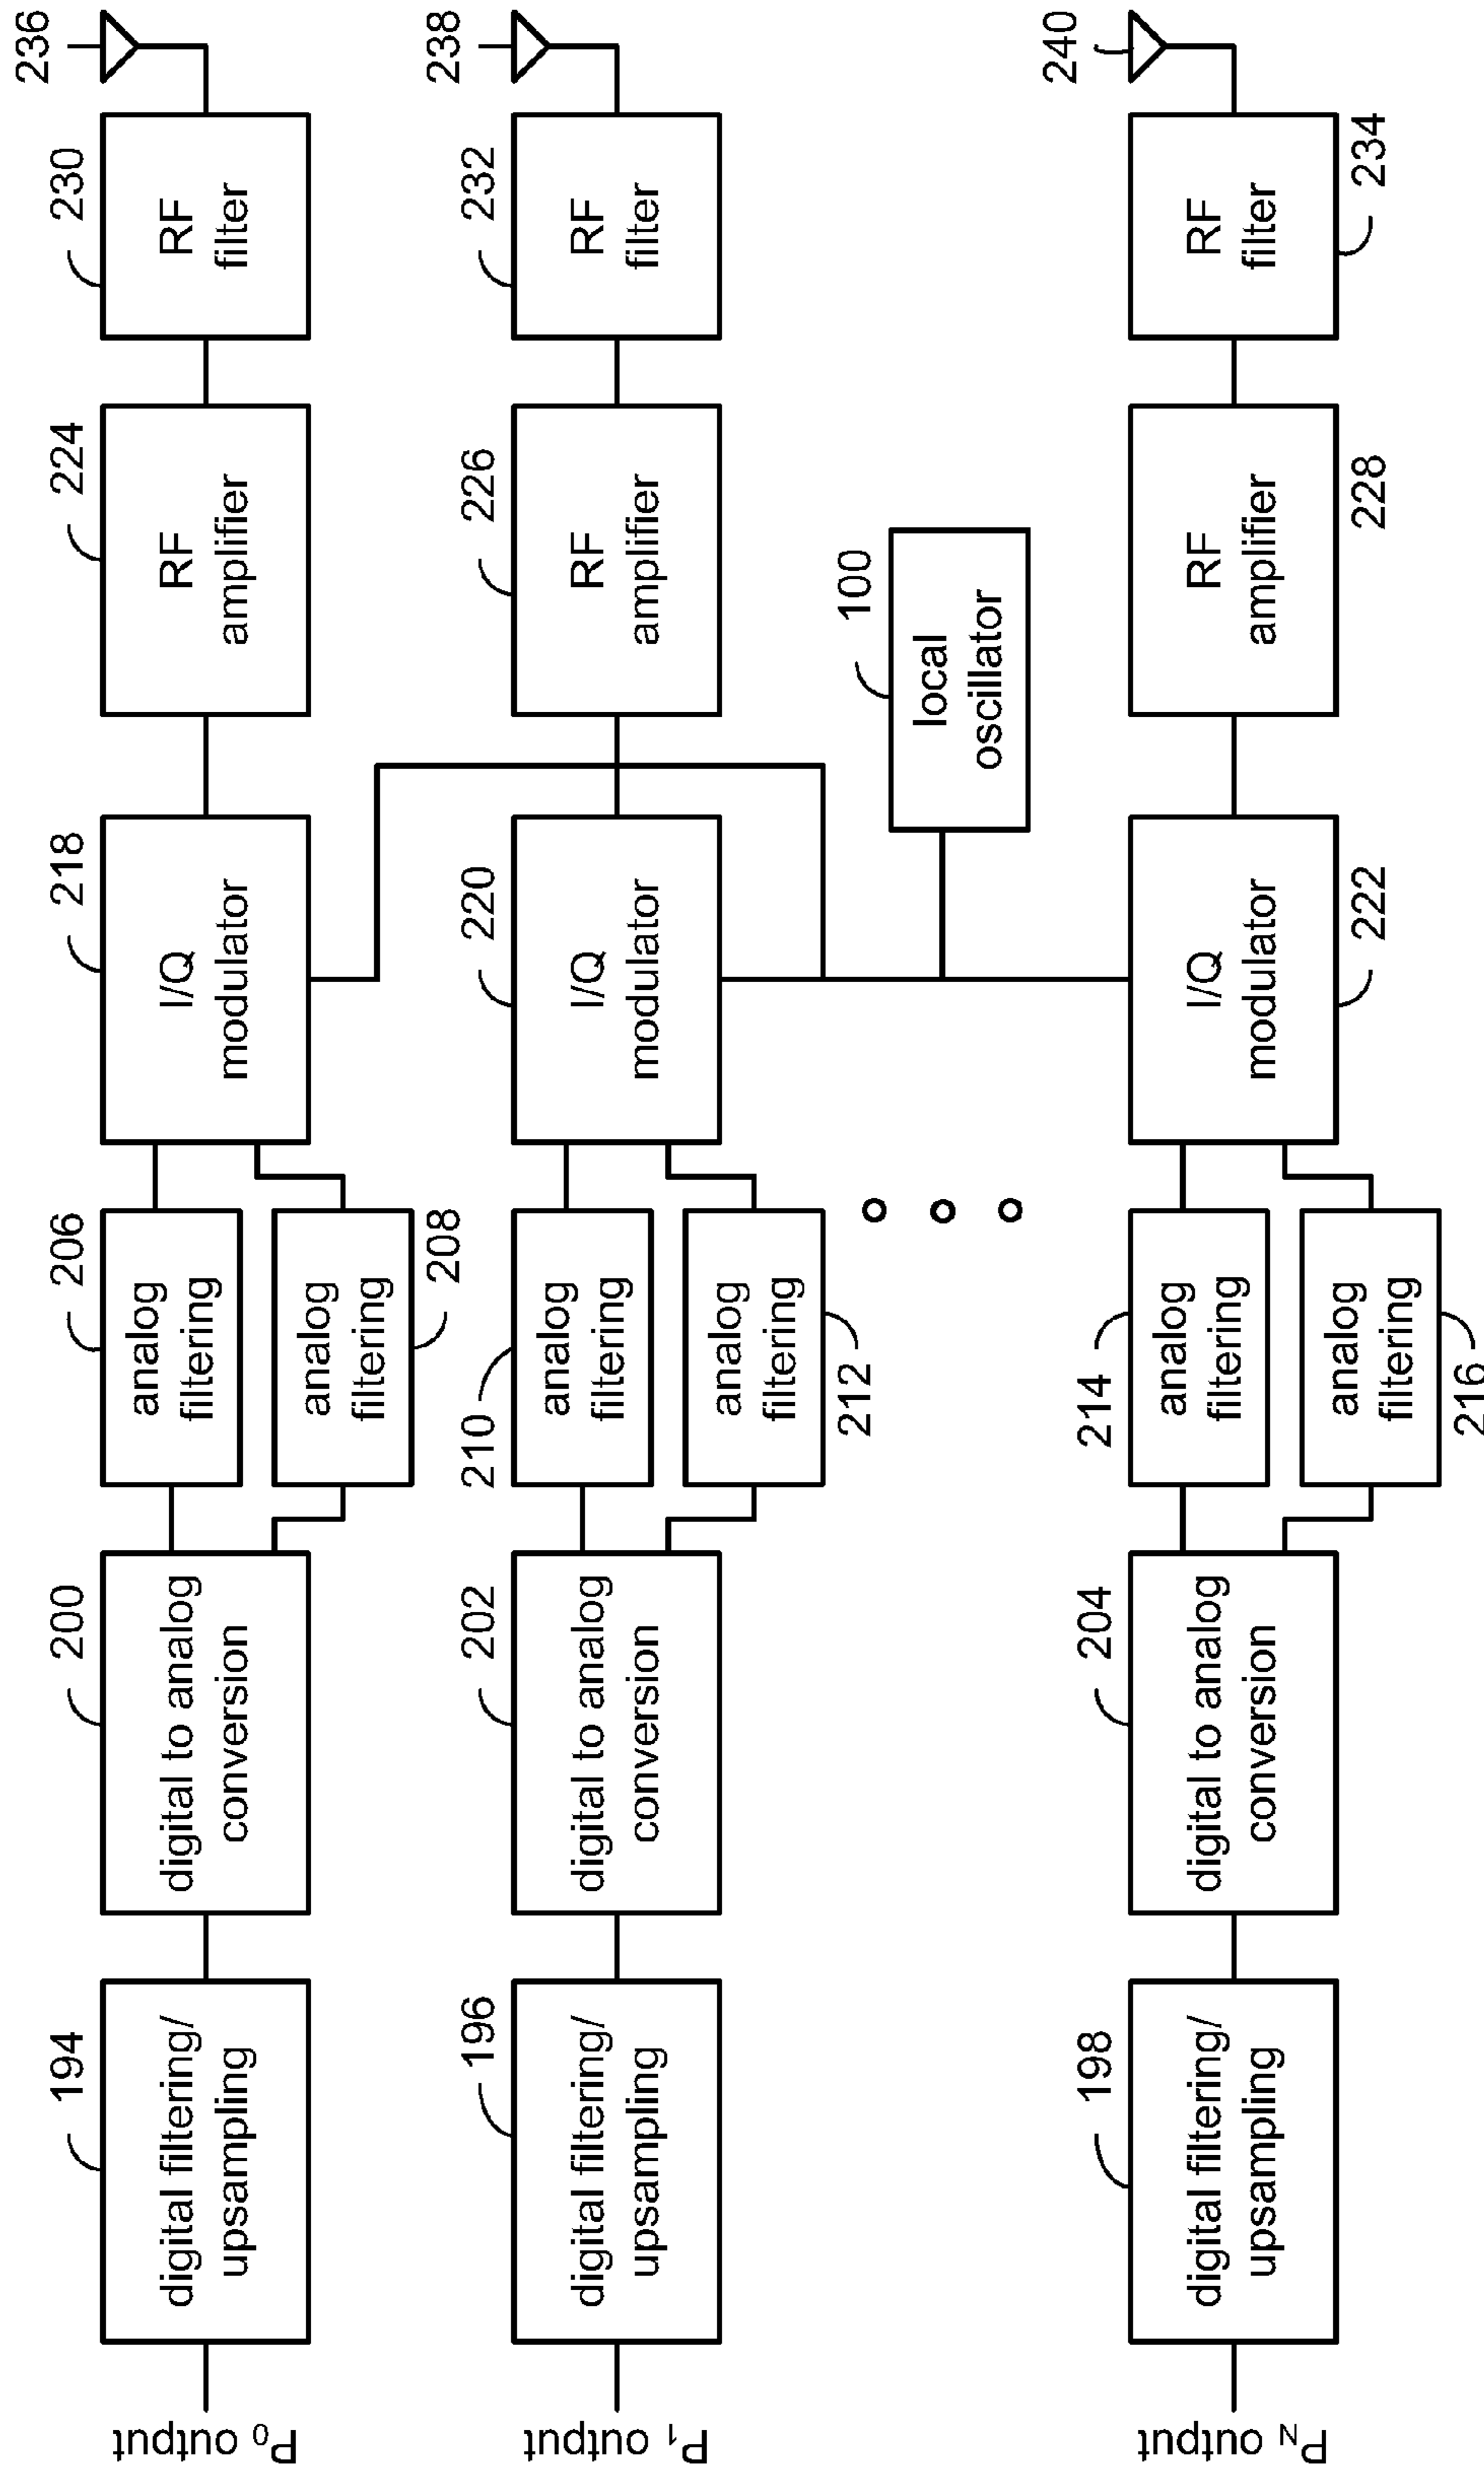 P0 output
194
digital filtering/
upsampling
200
digital to analog
conversion
206
analog
filtering
analog
filtering
208
218
I/Q
modulator
224
RF
amplifier
230
RF
filter
236
P1 output
196
digital filtering/
upsampling
202
digital to analog
conversion
210
analog
filtering
analog
filtering
212
220
I/Q
modulator
226
RF
amplifier
232
RF
filter
238
100
local
oscillator
PN output
198
digital filtering/
upsampling
204
digital to analog
conversion
214
analog
filtering
analog
filtering
216
I/Q
modulator
222
RF
amplifier
228
RF
filter
234
240